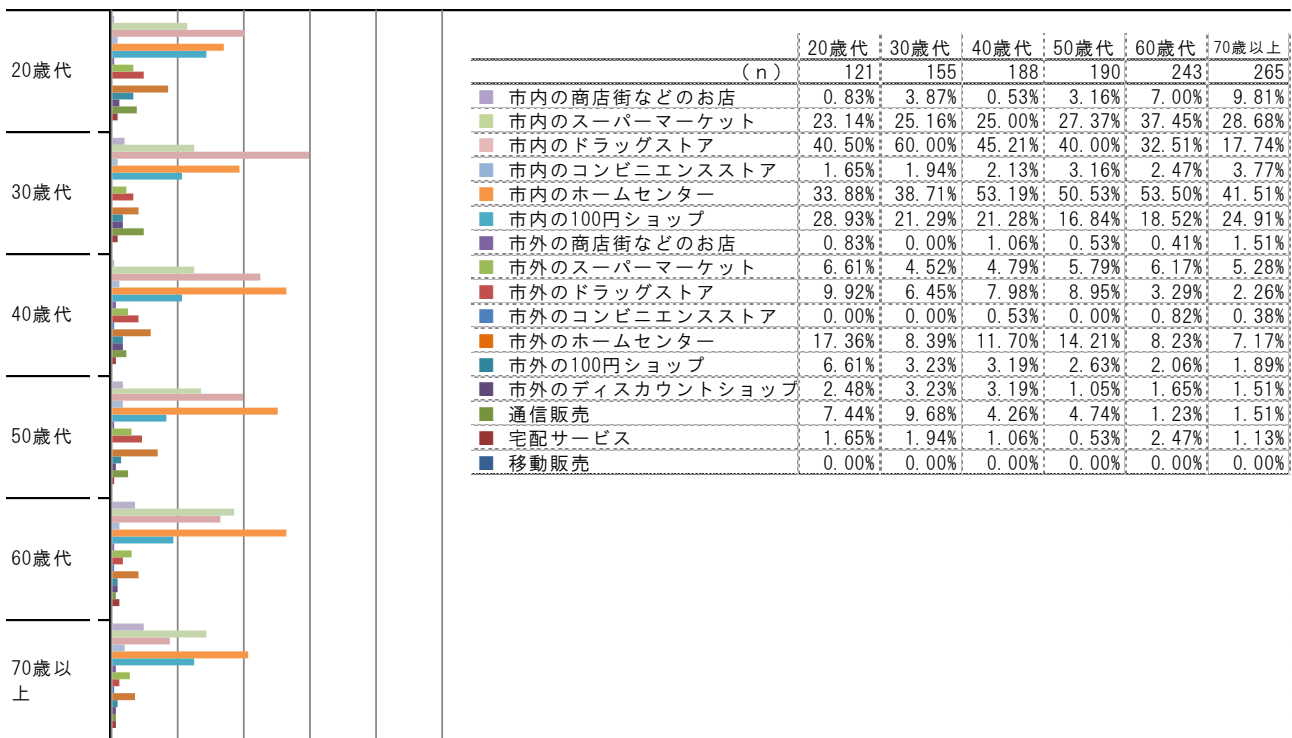 20歳代
30歳代
40歳代
50歳代
60歳代
70歳以
上
20歳代 30歳代 40歳代 50歳代 60歳代 70歳以上
(n) 121 155 188 190 243 265
市内の商店街などのお店 0.83% 3.87% 0.53% 3.16% 7.00% 9.81%
市内のスーパーマーケット 23.14% 25.16% 25.00% 27.37% 37.45% 28.68%
市内のドラッグストア 40.50% 60.00% 45.21% 40.00% 32.51% 17.74%
市内のコンビニエンスストア 1.65% 1.94% 2.13% 3.16% 2.47% 3.77%
市内のホームセンター 33.88% 38.71% 53.19% 50.53% 53.50% 41.51%
市内の100円ショップ 28.93% 21.29% 21.28% 16.84% 18.52% 24.91%
市外の商店街などのお店 0.83% 0.00% 1.06% 0.53% 0.41% 1.51%
市外のスーパーマーケット 6.61% 4.52% 4.79% 5.79% 6.17% 5.28%
市外のドラッグストア 9.92% 6.45% 7.98% 8.95% 3.29% 2.26%
市外のコンビニエンスストア 0.00% 0.00% 0.53% 0.00% 0.82% 0.38%
市外のホームセンター 17.36% 8.39% 11.70% 14.21% 8.23% 7.17%
市外の100円ショップ 6.61% 3.23% 3.19% 2.63% 2.06% 1.89%
市外のディスカウントショップ 2.48% 3.23% 3.19% 1.05% 1.65% 1.51%
通信販売 7.44% 9.68% 4.26% 4.74% 1.23% 1.51%
宅配サービス 1.65% 1.94% 1.06% 0.53% 2.47% 1.13%
移動販売 0.00% 0.00% 0.00% 0.00% 0.00% 0.00%